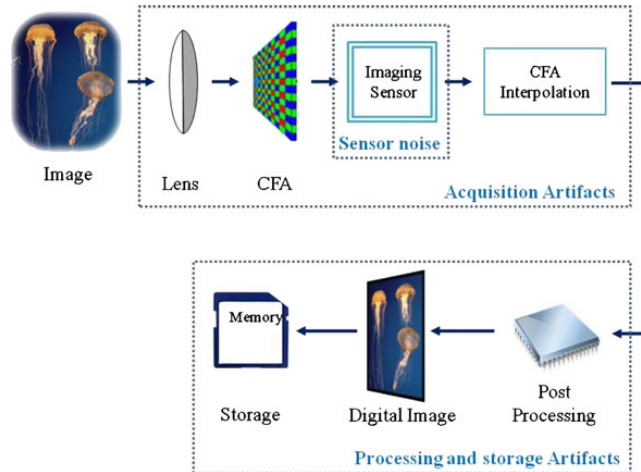 Imaging
Sensor
CFA
Interpolation
Sensor noise
Image
Lens
CFA
Acquisition Artifacts
Memory
Storage
Digital Image
Post
Processing
Processing and storage Artifacts